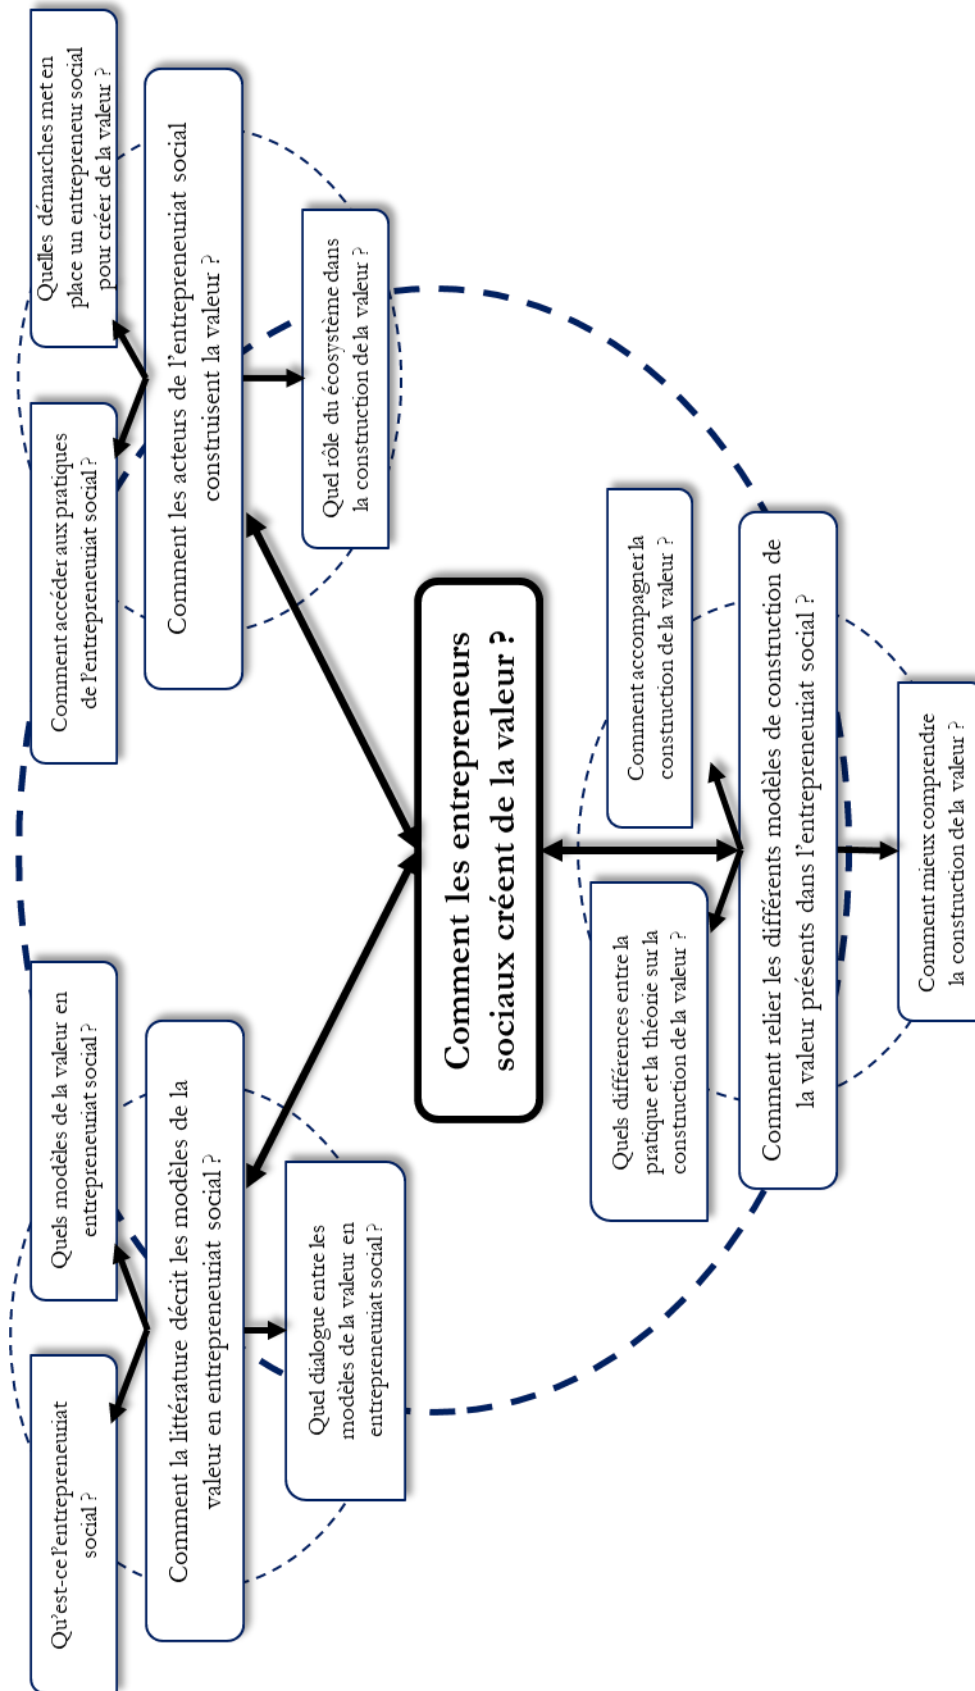 Qu'est-ce l'entrepreneuriat
social ?
Quels modèles de la valeur en
entrepreneuriat social ?
Comment la littérature décrit les modèles de la
valeur en entrepreneuriat social ?
Quel dialogue entre les
modèles de la valeur en
entrepreneuriat social ?
Comment accéder aux pratiques
de l'entrepreneuriat social ?
Quelles démarches met en
place un entrepreneur social
pour créer de la valeur ?
Comment les acteurs de l'entrepreneuriat social
construisent la valeur ?
Quel rôle du écosystème dans
la construction de la valeur ?
Comment les entrepreneurs
sociaux créent de la valeur ?
Quels différences entre la
pratique et la théorie sur la
construction de la valeur ?
Comment accompagner la
construction de la valeur ?
Comment relier les différents modèles de construction de
la valeur présents dans l'entrepreneuriat social ?
Comment mieux comprendre
la construction de la valeur ?